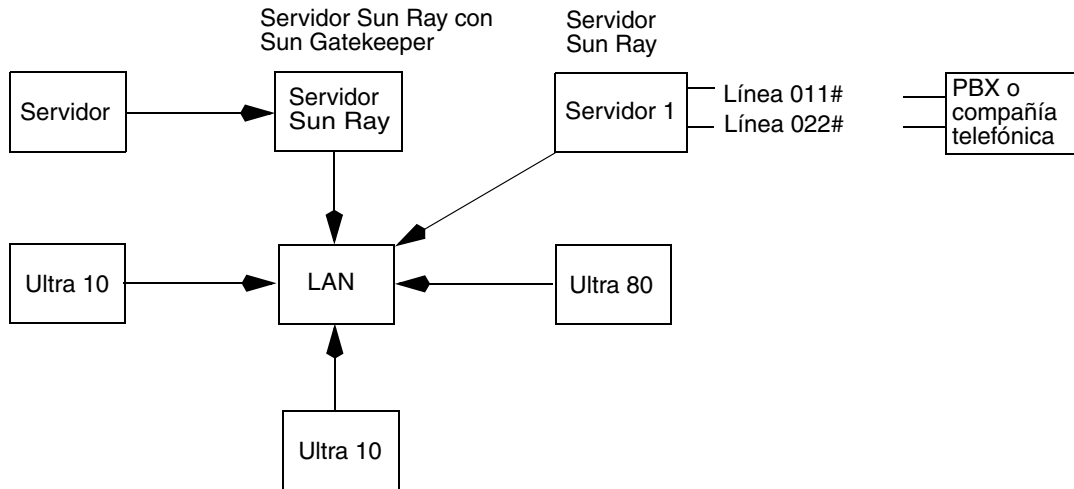 Servidor Sun Ray con
Sun Gatekeeper
Servidor
Sun Ray
Servidor
Servidor
Sun Ray
Servidor 1
Línea 011#
Línea 022#
PBX o
compañía
telefónica
Ultra 10
LAN
Ultra 80
Ultra 10